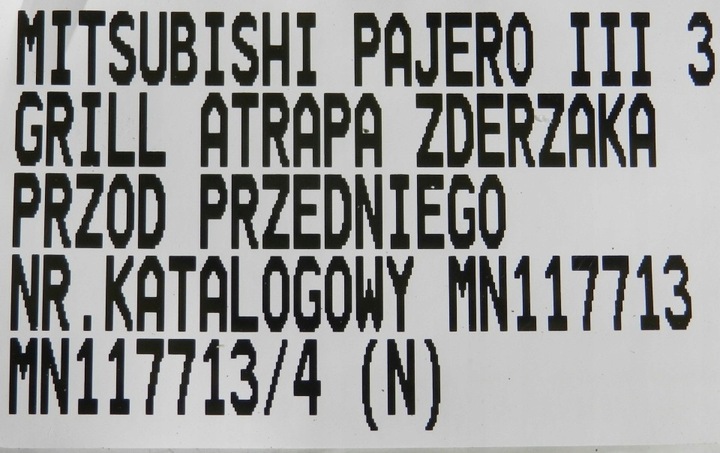 MITSUBISHI PAJERO III 3
GRILL ATRAPA ZDERZAKA
PRZOD PRZEDNIEGO
NR.KATALOGOWY MN117713
MN117713/4 (N)